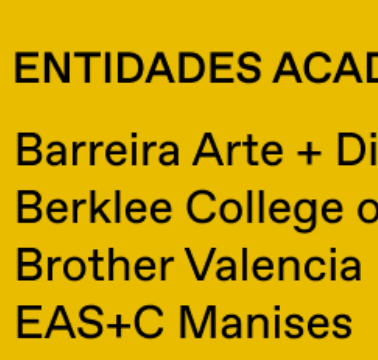 ENTIDADES ACAD
Barreira Arte + Di
Berklee College o
Brother Valencia
EAS+C Manises